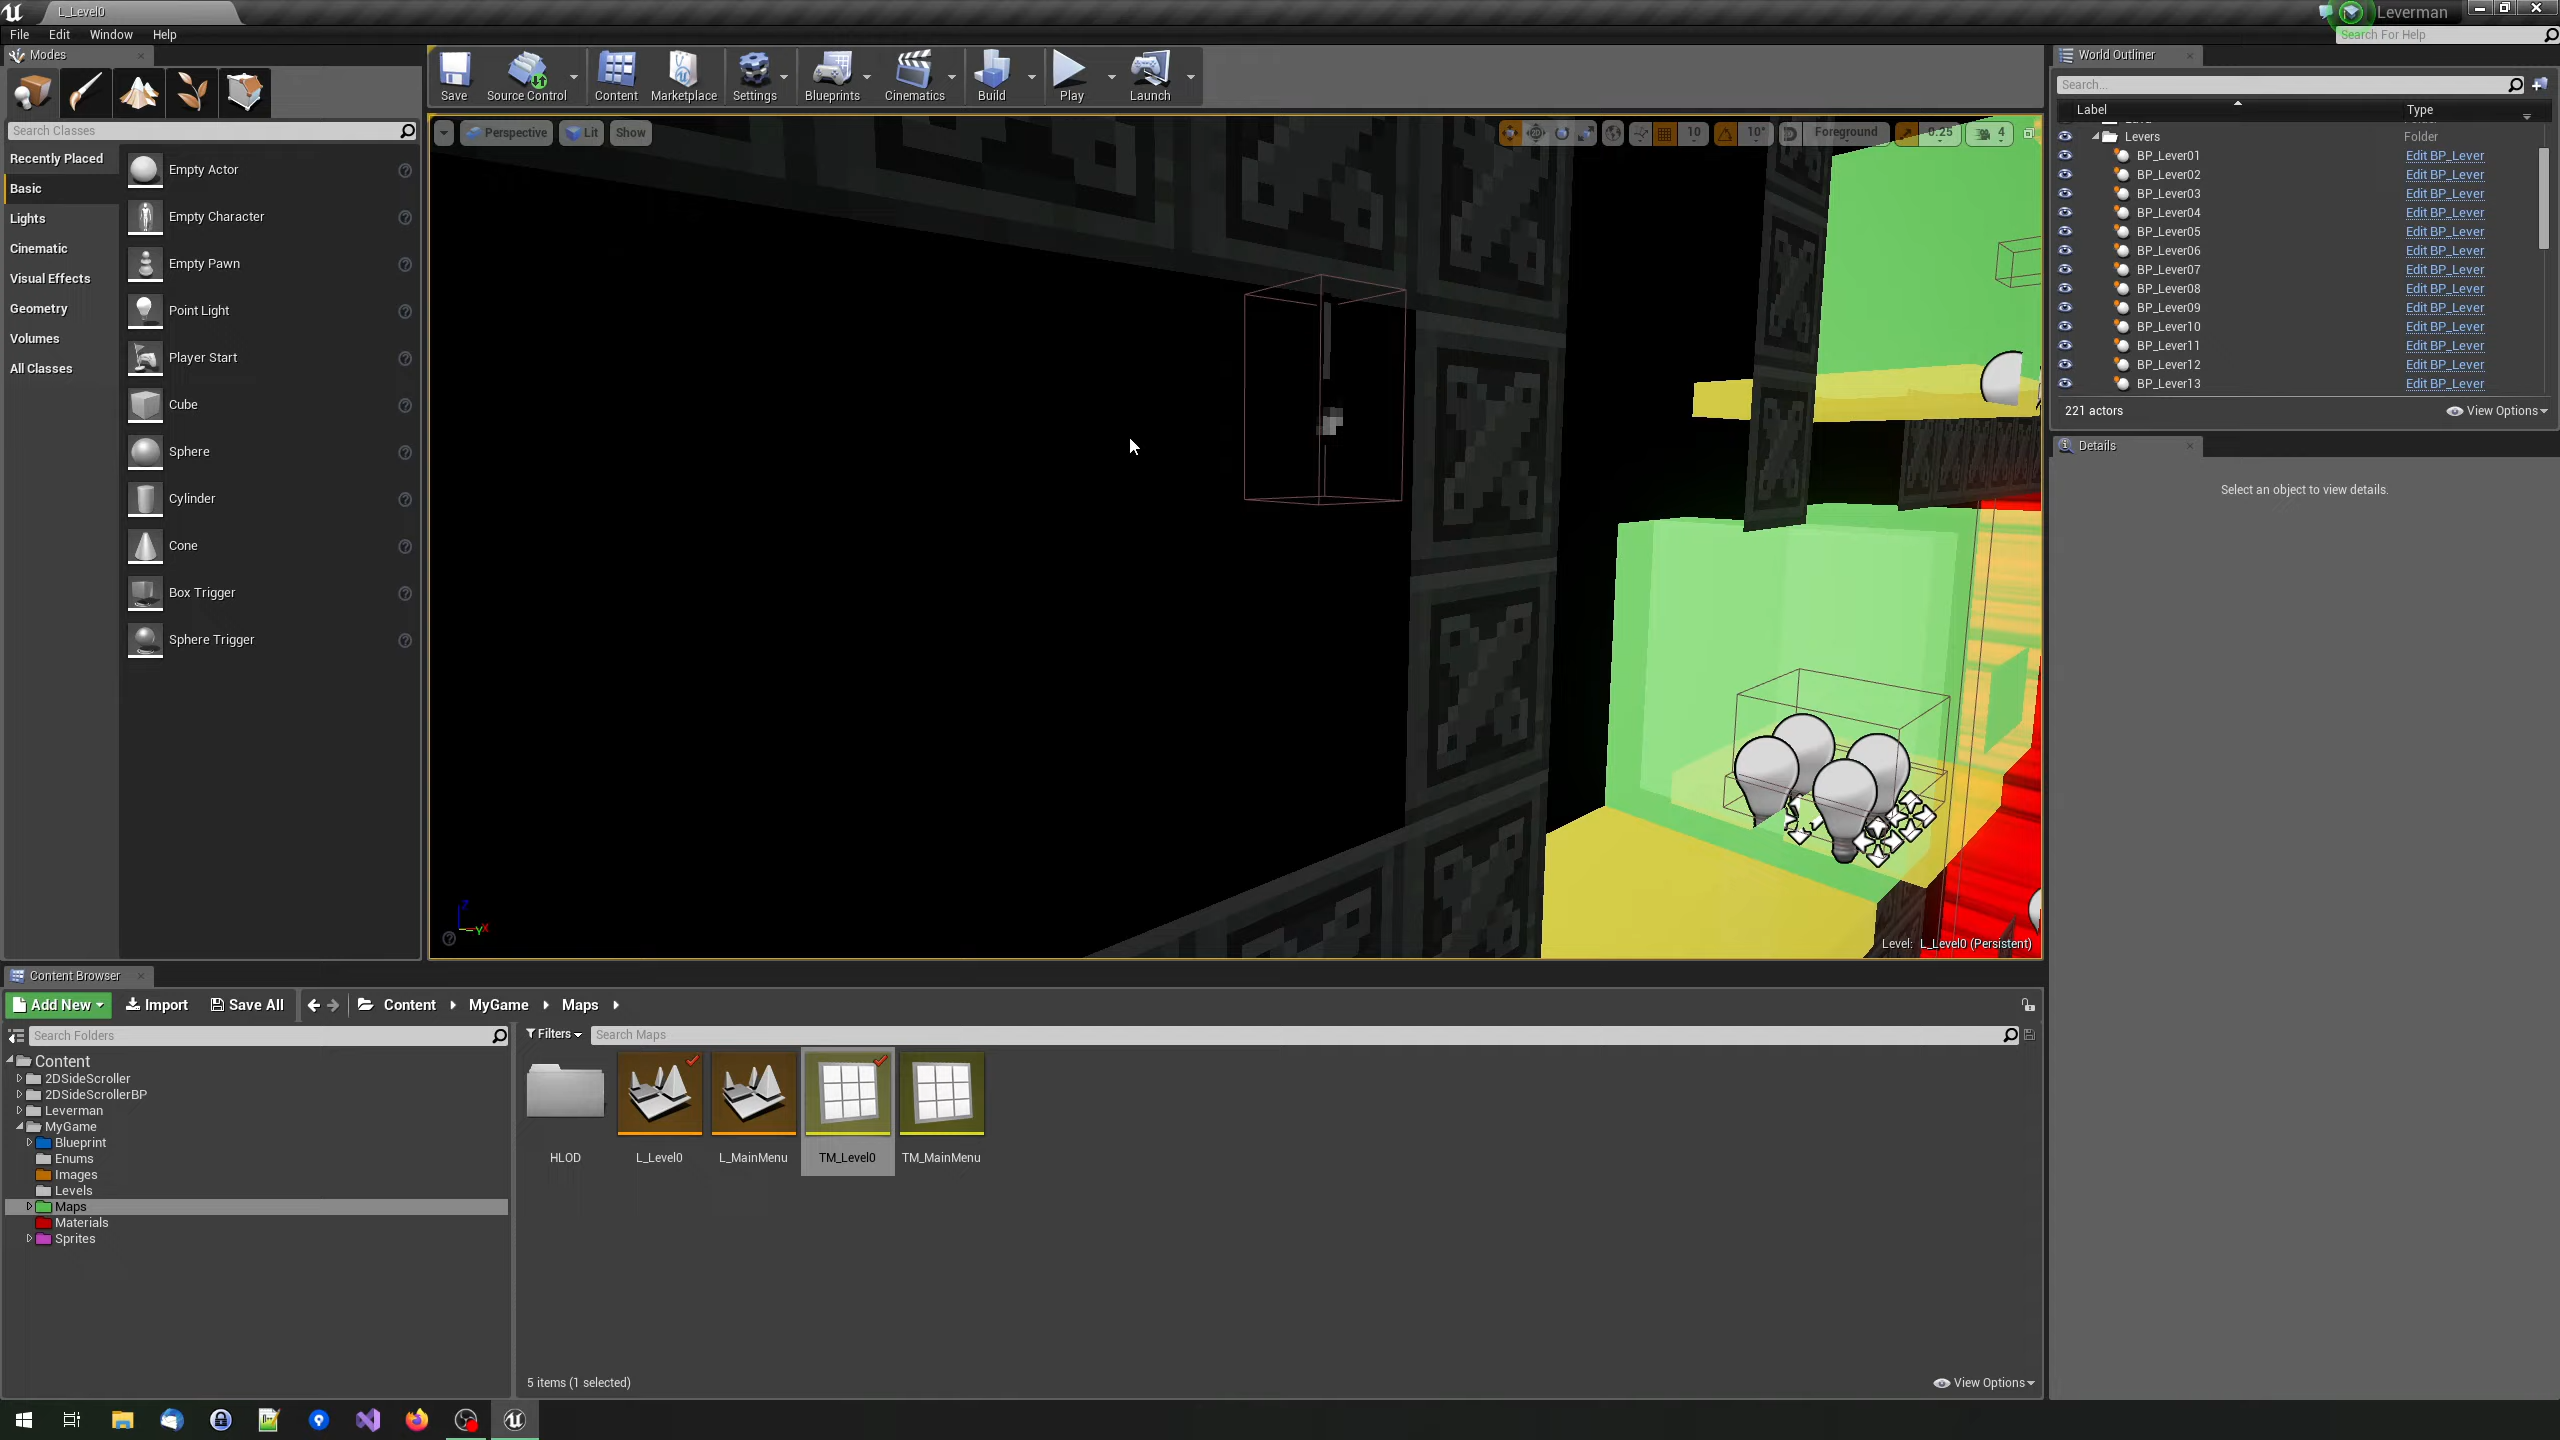 L_Level0
Leverman
File Edit Window Help
Search For Help
Modes
Search Classes
Recently Placed
Basic
Lights
Cinematic
Visual Effects
Geometry
Volumes
All Classes
Empty Actor
Empty Character
Empty Pawn
Point Light
Player Start
Cube
Sphere
Cylinder
Cone
Box Trigger
Sphere Trigger
Save Source Control Content Marketplace Settings Blueprints Cinematics Build Play Launch
Perspective Lit Show
10 10° Foreground 0.25 4
Z
Y X
Level: L_Level0 (Persistent)
World Outliner
Search...
Label Type
Levers Folder
BP_Lever01 Edit BP_Lever
BP_Lever02 Edit BP_Lever
BP_Lever03 Edit BP_Lever
BP_Lever04 Edit BP_Lever
BP_Lever05 Edit BP_Lever
BP_Lever06 Edit BP_Lever
BP_Lever07 Edit BP_Lever
BP_Lever08 Edit BP_Lever
BP_Lever09 Edit BP_Lever
BP_Lever10 Edit BP_Lever
BP_Lever11 Edit BP_Lever
BP_Lever12 Edit BP_Lever
BP_Lever13 Edit BP_Lever
221 actors View Options
Details
Select an object to view details.
Content Browser
Add New Import Save All Content MyGame Maps
Search Folders
Content
2DSideScroller
2DSideScrollerBP
Leverman
MyGame
Blueprint
Enums
Images
Levels
Maps
Materials
Sprites
Filters Search Maps
HLOD L_Level0 L_MainMenu TM_Level0 TM_MainMenu
5 items (1 selected) View Options